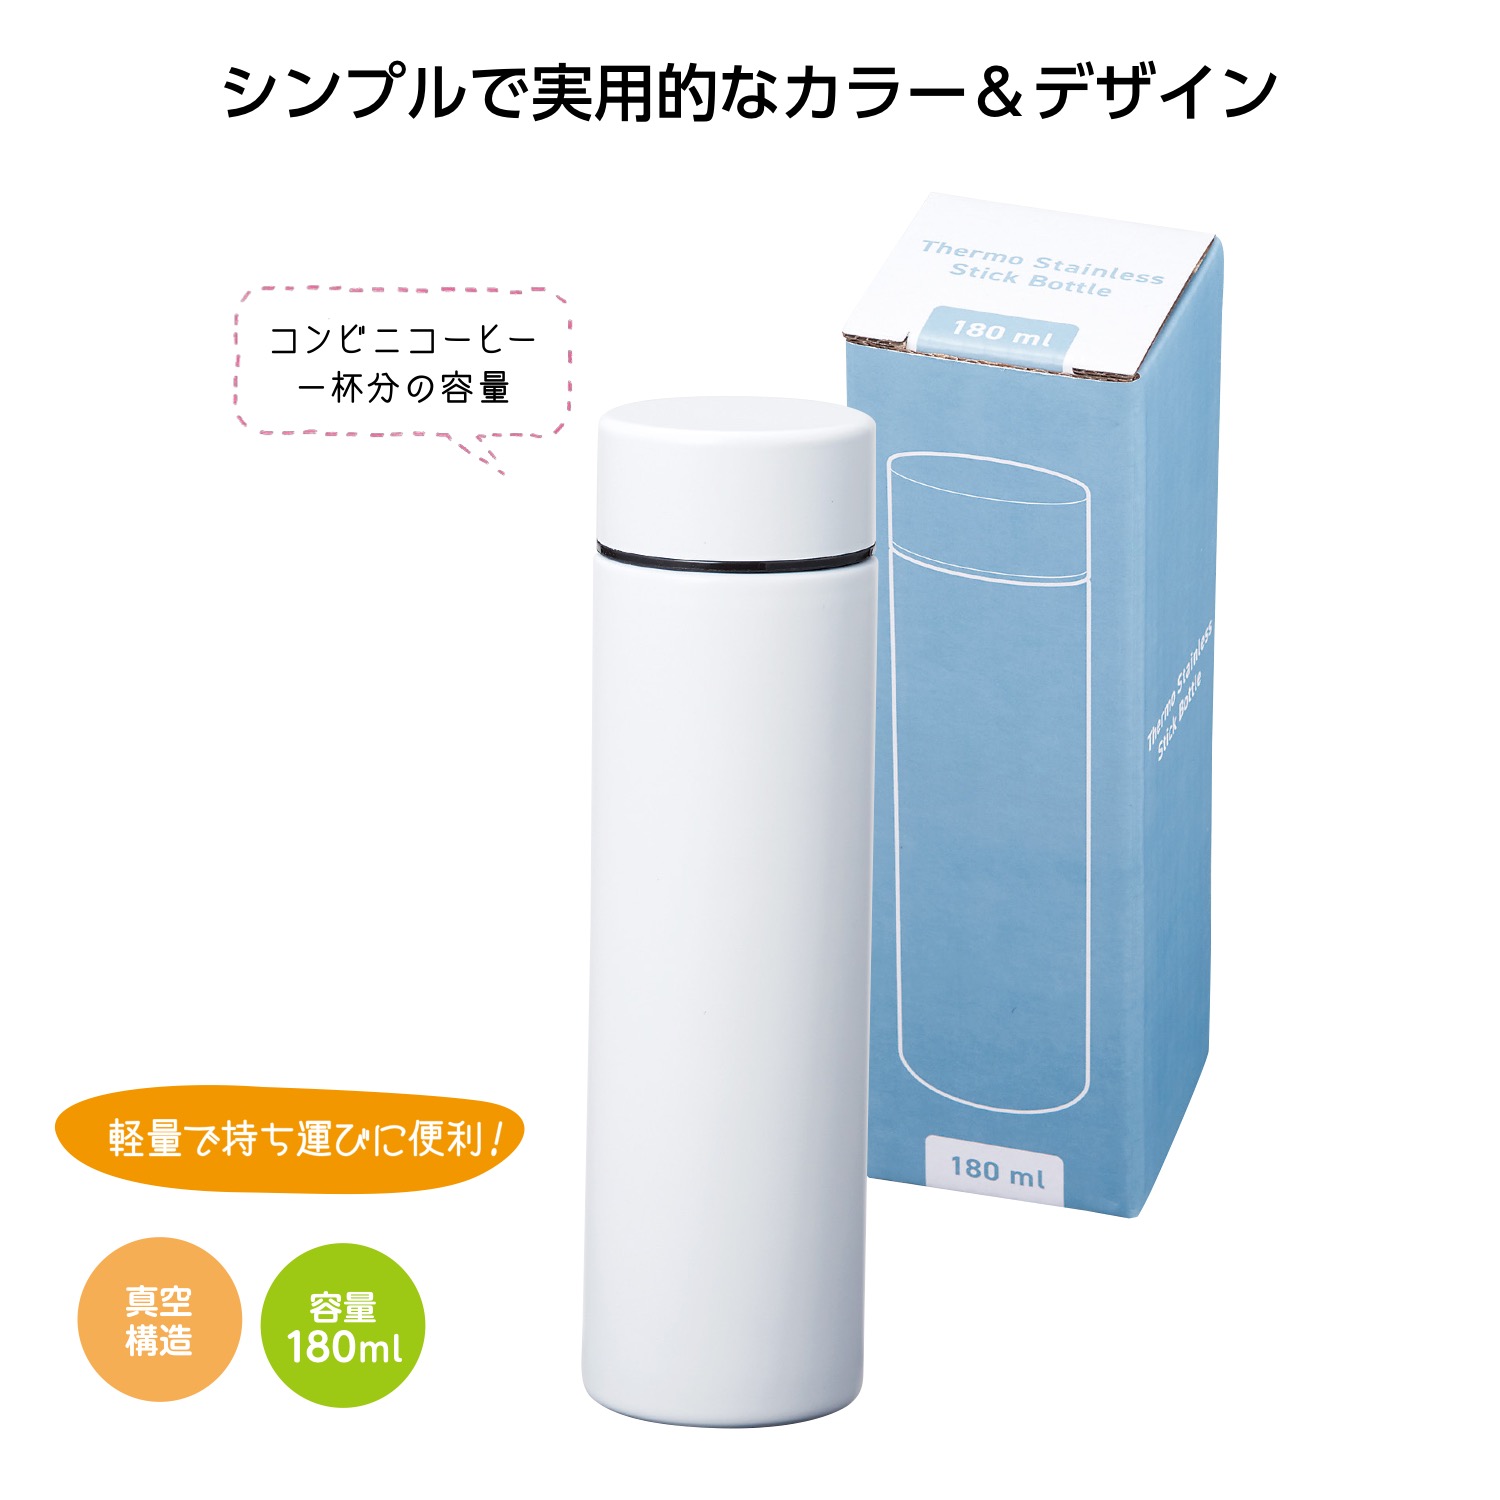 シンプルで実用的なカラー＆デザイン
Thermo Stainless
Stick Bottle
180 ml
コンビニコーヒー
一杯分の容量
Thermo Stainless
Stick Bottle
軽量で持ち運びに便利!
180 ml
真空
構造
容量
180ml